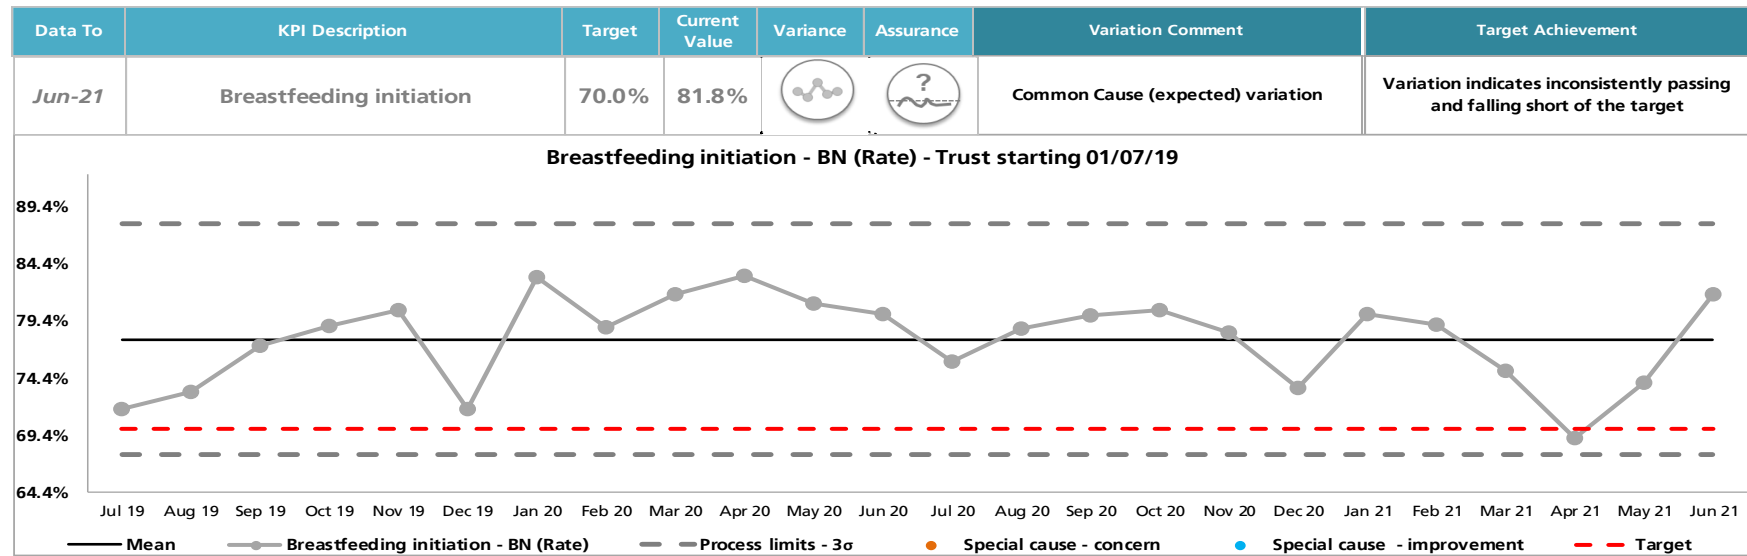 Data To KPI Description Target Current Value Variance Assurance Variation Comment Target Achievement
Jun-21 Breastfeeding initiation 70.0% 81.8% ? Common Cause (expected) variation Variation indicates inconsistently passing and falling short of the target
Breastfeeding initiation - BN (Rate) - Trust starting 01/07/19
89.4%
84.4%
79.4%
74.4%
69.4%
64.4%
Jul 19 Aug 19 Sep 19 Oct 19 Nov 19 Dec 19 Jan 20 Feb 20 Mar 20 Apr 20 May 20 Jun 20 Jul 20 Aug 20 Sep 20 Oct 20 Nov 20 Dec 20 Jan 21 Feb 21 Mar 21 Apr 21 May 21 Jun 21
Mean Breastfeeding initiation - BN (Rate) Process limits - 3σ Special cause - concern Special cause - improvement Target